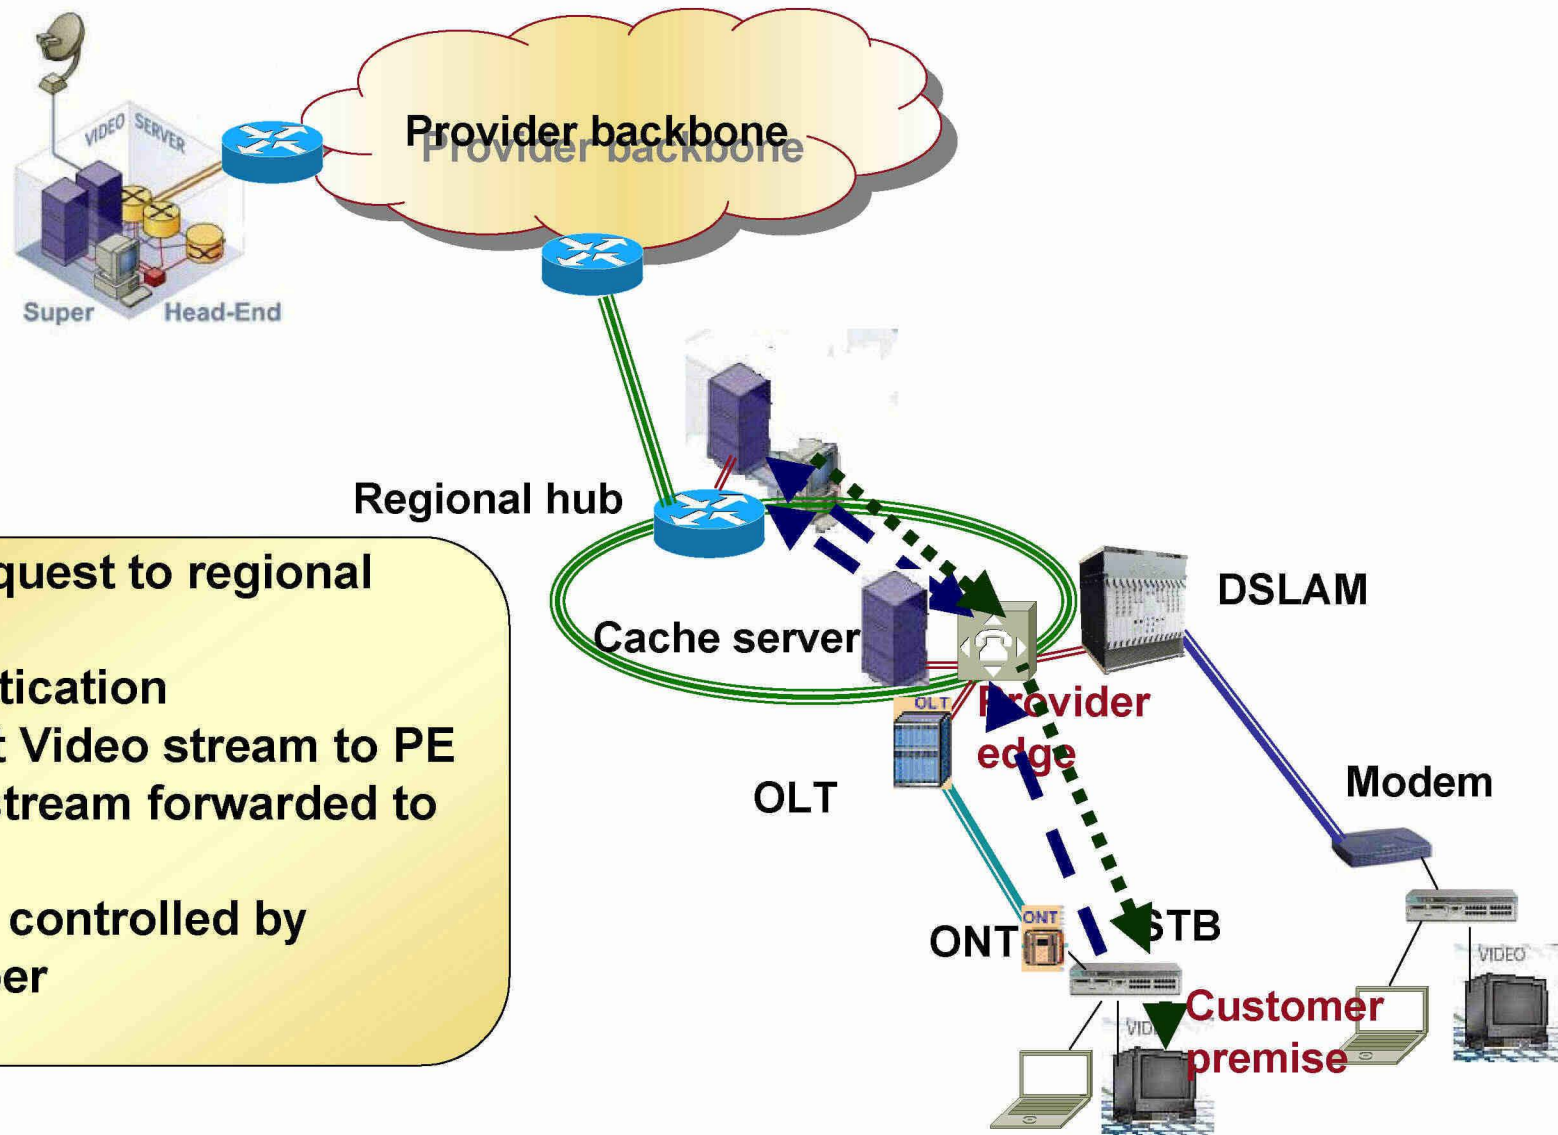 VIDEO SERVER
Super Head-End
Provider backbone
Regional hub
quest to regional
tication
t Video stream to PE
stream forwarded to
controlled by
er
Cache server
DSLAM
Provider
edge
OLT
OLT
Modem
ONT
ONT
STB
VIDEO
Customer
premise